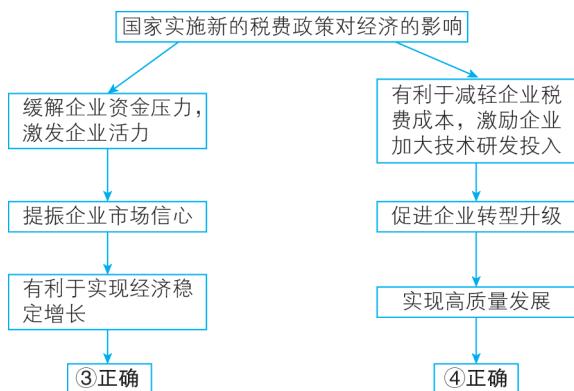 国家实施新的税费政策对经济的影响
缓解企业资金压力，
激发企业活力
提振企业市场信心
有利于实现经济稳
定增长
③正确
有利于减轻企业税
费成本，激励企业
加大技术研发投入
促进企业转型升级
实现高质量发展
④正确